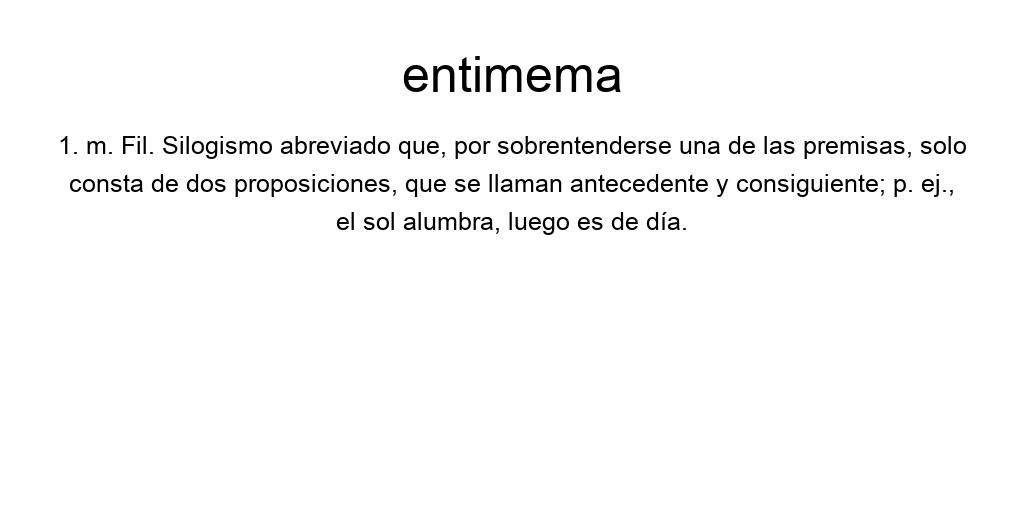 entimema
1. m. Fil. Silogismo abreviado que, por sobrentenderse una de las premisas, solo
consta de dos proposiciones, que se llaman antecedente y consiguiente; p. ej.,
el sol alumbra, luego es de día.